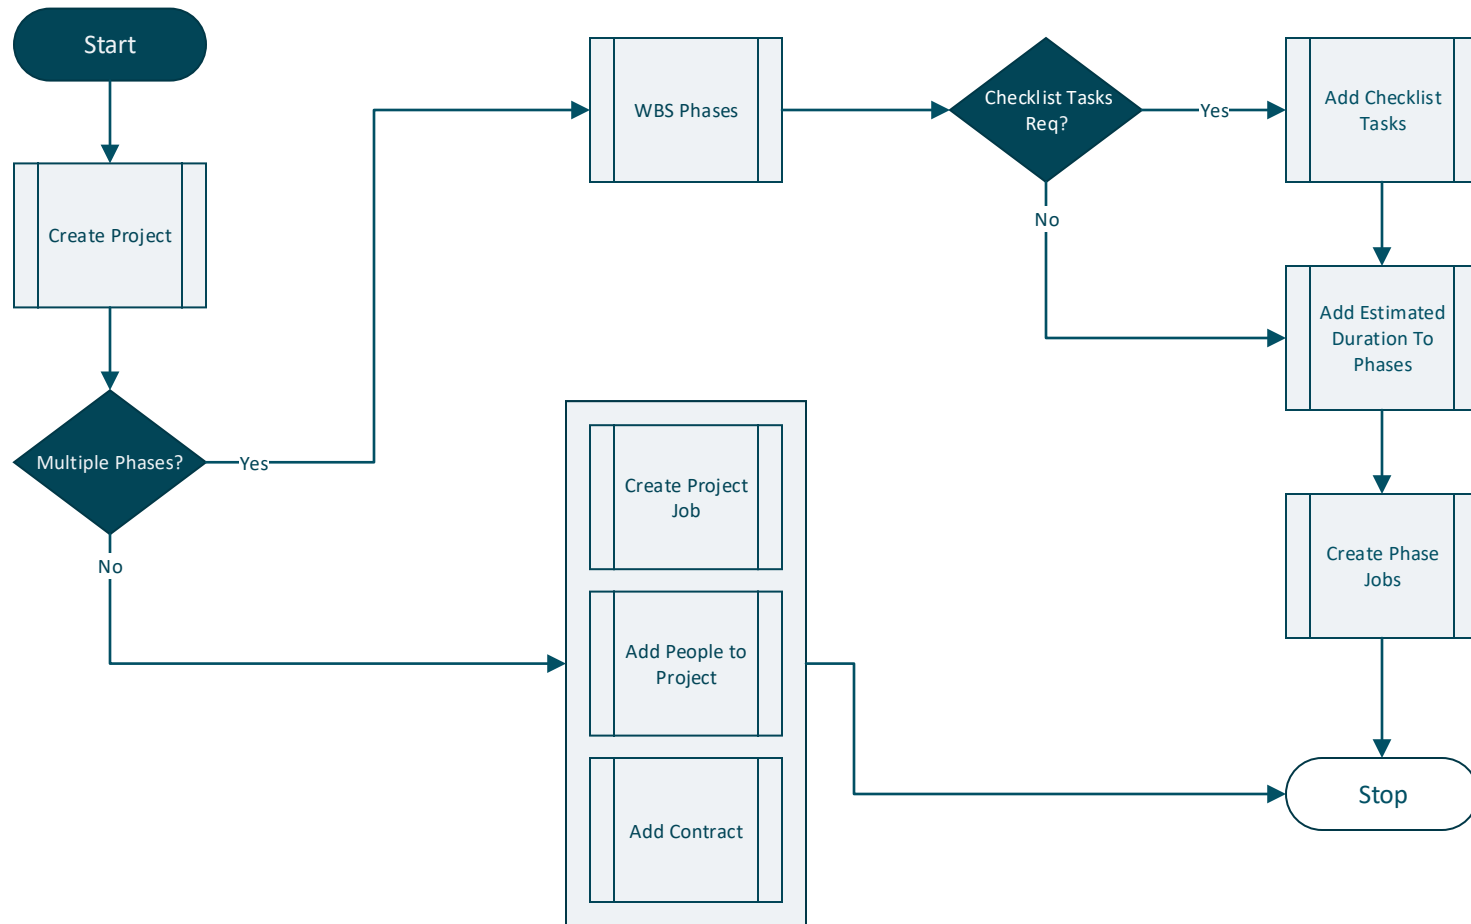 Start
Create Project
Multiple Phases?
Yes
No
WBS Phases
Checklist Tasks
Req?
Yes
No
Add Checklist
Tasks
Add Estimated
Duration To
Phases
Create Phase
Jobs
Create Project
Job
Add People to
Project
Add Contract
Stop